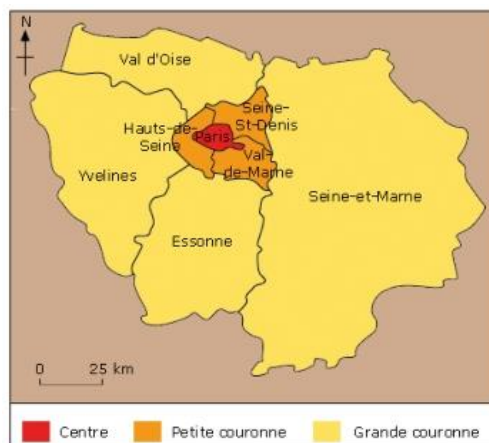 N
Val d'Oise
Seine-
St-Denis
Hauts-de-
Seine
Paris
Val-
de-Marne
Yvelines
Seine-et-Marne
Essonne
0 25 km
Centre Petite couronne Grande couronne